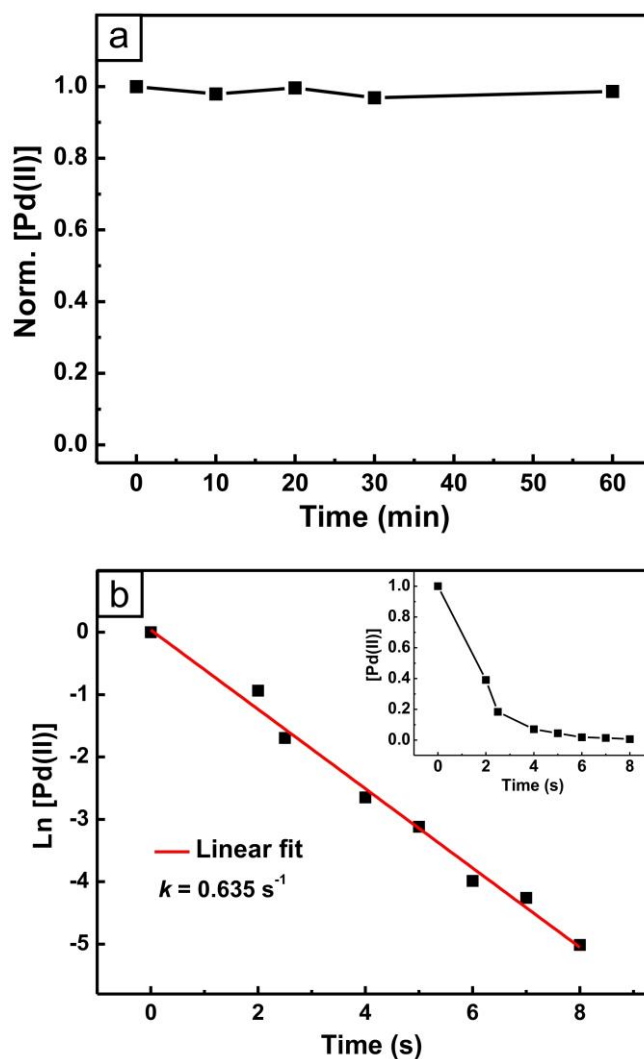 a
Norm. [Pd(II)]
1.0
0.8
0.6
0.4
0.2
0.0
0 10 20 30 40 50 60
Time (min)
b
Ln [Pd(II)]
0
-1
-2
-3
-4
-5
[Pd(II)]
1.0
0.8
0.6
0.4
0.2
0.0
0 2 4 6 8
Time (s)
Linear fit
k = 0.635 s⁻¹
0 2 4 6 8
Time (s)